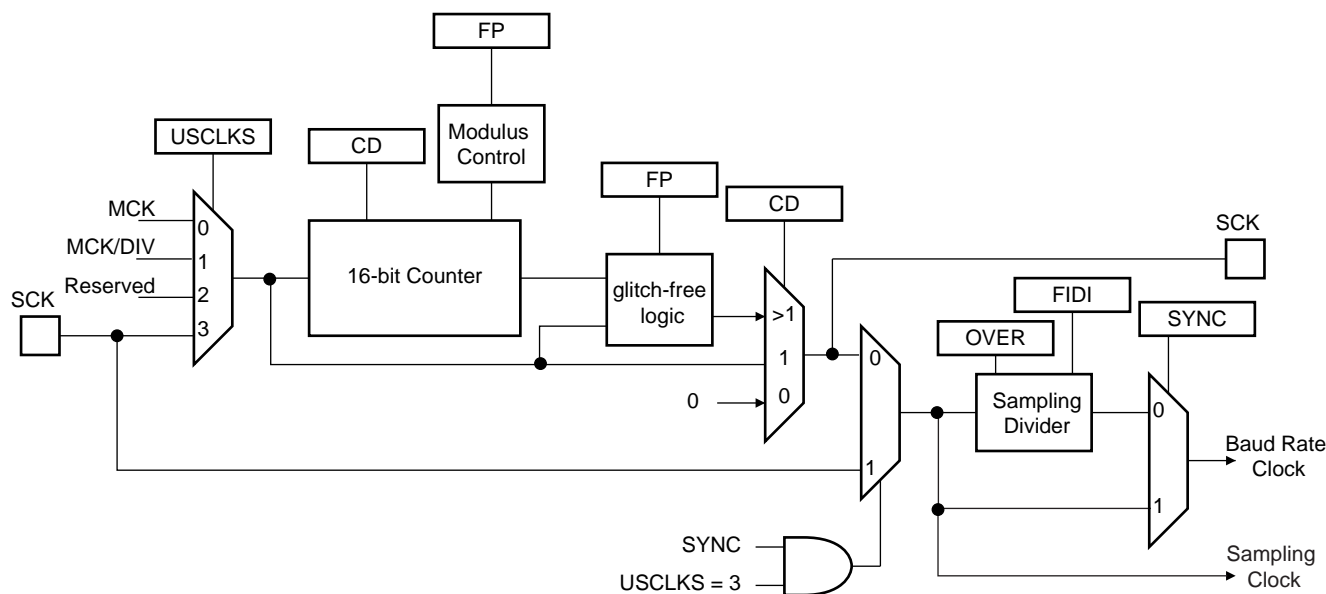 FP
USCLKS
CD
Modulus
Control
FP
CD
MCK
0
MCK/DIV
1
Reserved
2
SCK
3
16-bit Counter
glitch-free
logic
>1
1
0
0
SCK
FIDI
OVER
SYNC
0
1
Sampling
Divider
0
1
Baud Rate
Clock
SYNC
USCLKS = 3
Sampling
Clock